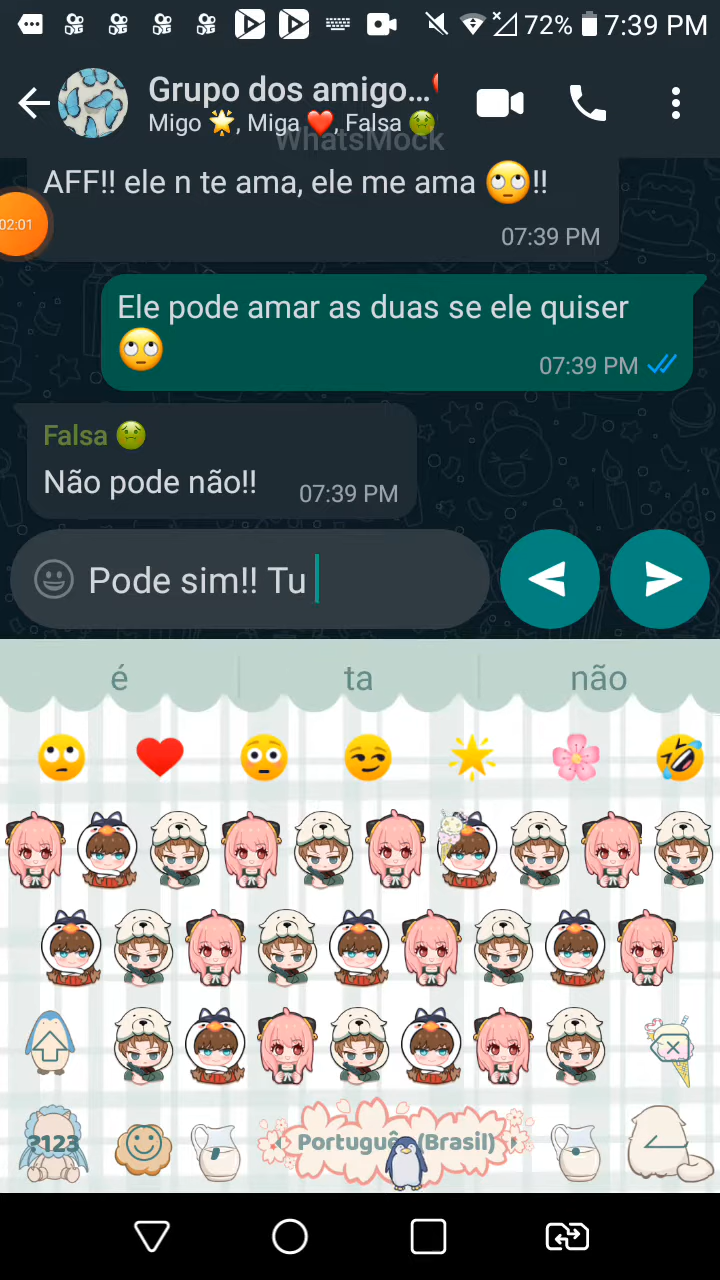 72% 7:39 PM
Grupo dos amigo...
Migo 🌟, Miga ❤️, Falsa 🤢
WhatsMock
AFF!! ele n te ama, ele me ama 🙄!!
02:01
07:39 PM
Ele pode amar as duas se ele quiser
🙄
07:39 PM
Falsa 🤢
Não pode não!!
07:39 PM
Pode sim!! Tu
é ta não
?123 Português (Brasil)